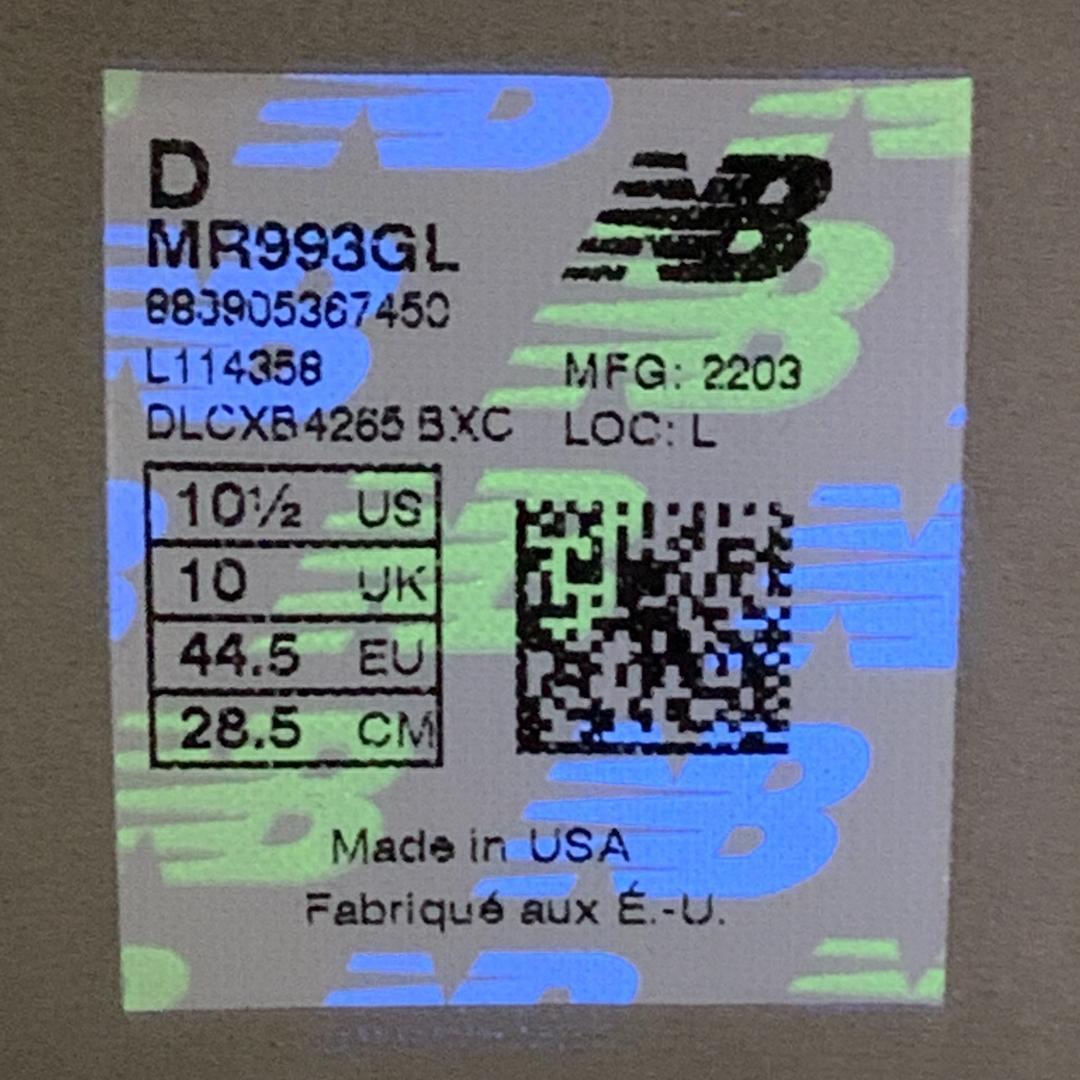 D
NB
MR993GL
883905367450
L114358 MFG: 2203
DLCXB4265 BXC LOC: L
10½ US
10 UK
44.5 EU
28.5 CM
Made in USA
Fabriqué aux É.-U.